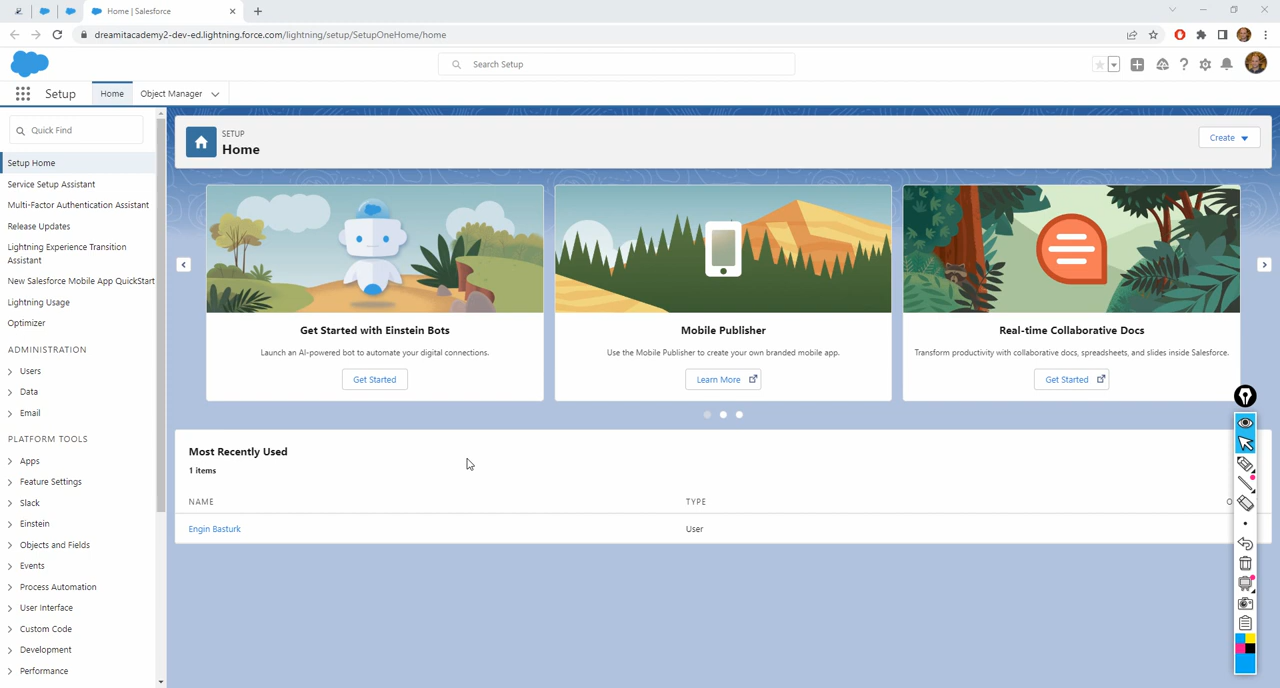 Home | Salesforce
dreamitacademy2-dev-ed.lightning.force.com/lightning/setup/SetupOneHome/home
Search Setup
Setup
Home
Object Manager
Quick Find
Setup Home
Service Setup Assistant
Multi-Factor Authentication Assistant
Release Updates
Lightning Experience Transition
Assistant
New Salesforce Mobile App QuickStart
Lightning Usage
Optimizer
ADMINISTRATION
Users
Data
Email
PLATFORM TOOLS
Apps
Feature Settings
Slack
Einstein
Objects and Fields
Events
Process Automation
User Interface
Custom Code
Development
Performance
SETUP
Home
Create
Get Started with Einstein Bots
Launch an AI-powered bot to automate your digital connections.
Get Started
Mobile Publisher
Use the Mobile Publisher to create your own branded mobile app.
Learn More
Real-time Collaborative Docs
Transform productivity with collaborative docs, spreadsheets, and slides inside Salesforce.
Get Started
Most Recently Used
1 items
NAME TYPE O
Engin Basturk User